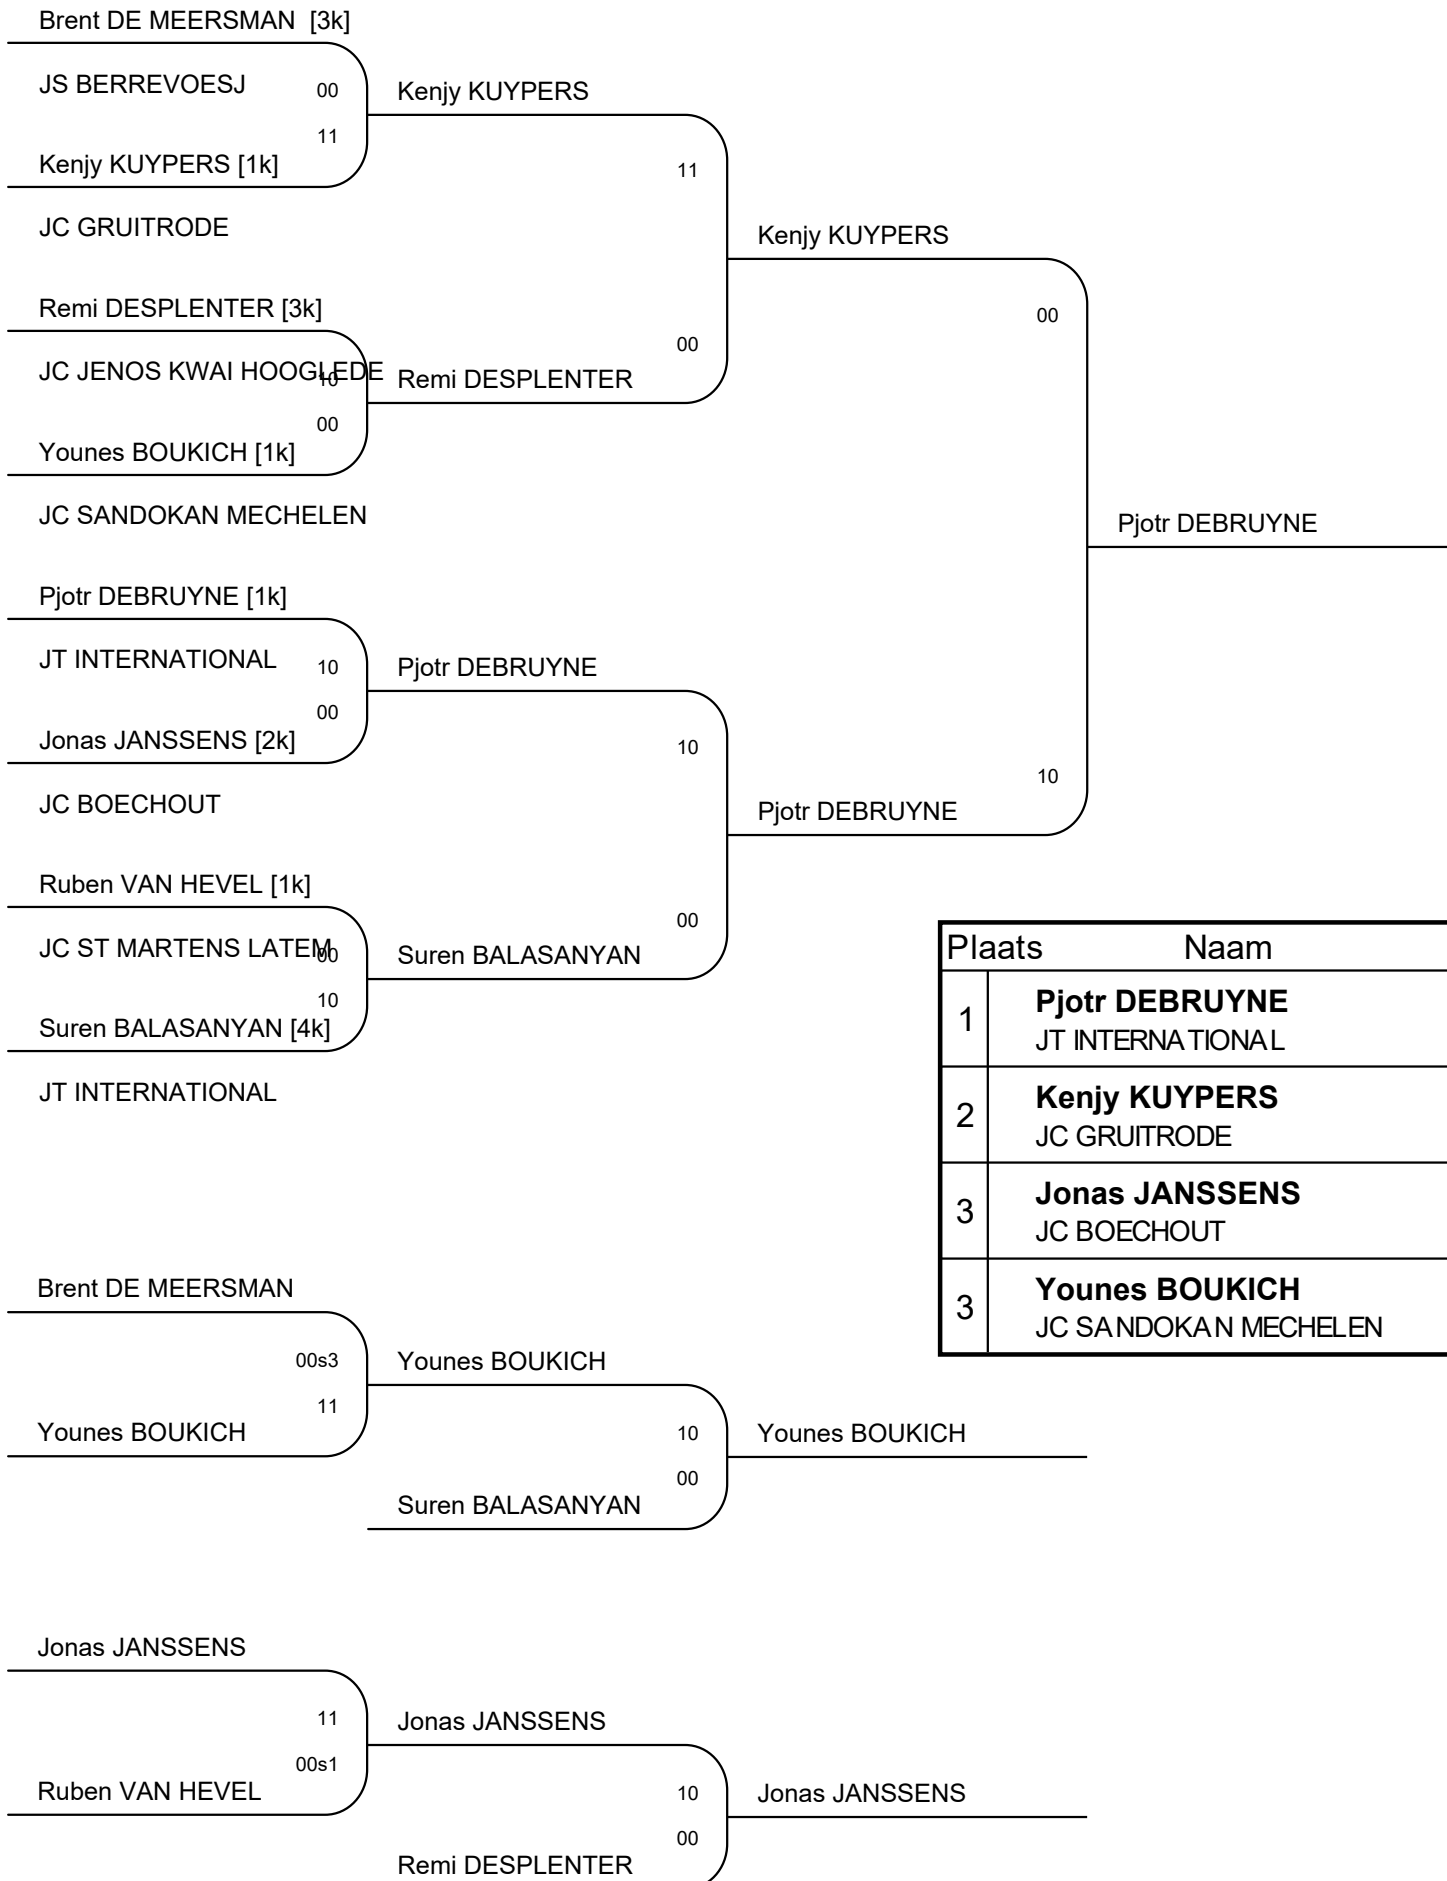 Brent DE MEERSMAN [3k]
JS BERREVOESJ
00
11
Kenjy KUYPERS [1k]
JC GRUITRODE
Kenjy KUYPERS
11
Remi DESPLENTER [3k]
JC JENOS KWAI HOOGLEDE
10
00
Younes BOUKICH [1k]
JC SANDOKAN MECHELEN
00
Remi DESPLENTER
Kenjy KUYPERS
00
Pjotr DEBRUYNE
Pjotr DEBRUYNE [1k]
JT INTERNATIONAL
10
00
Jonas JANSSENS [2k]
JC BOECHOUT
Pjotr DEBRUYNE
10
10
Pjotr DEBRUYNE
Ruben VAN HEVEL [1k]
JC ST MARTENS LATEM
00
10
Suren BALASANYAN [4k]
JT INTERNATIONAL
00
Suren BALASANYAN
Plaats Naam
1 Pjotr DEBRUYNE
JT INTERNATIONAL
2 Kenjy KUYPERS
JC GRUITRODE
3 Jonas JANSSENS
JC BOECHOUT
3 Younes BOUKICH
JC SANDOKAN MECHELEN
Brent DE MEERSMAN
00s3
11
Younes BOUKICH
Younes BOUKICH
10
00
Suren BALASANYAN
Younes BOUKICH
Jonas JANSSENS
11
00s1
Ruben VAN HEVEL
Jonas JANSSENS
10
00
Remi DESPLENTER
Jonas JANSSENS